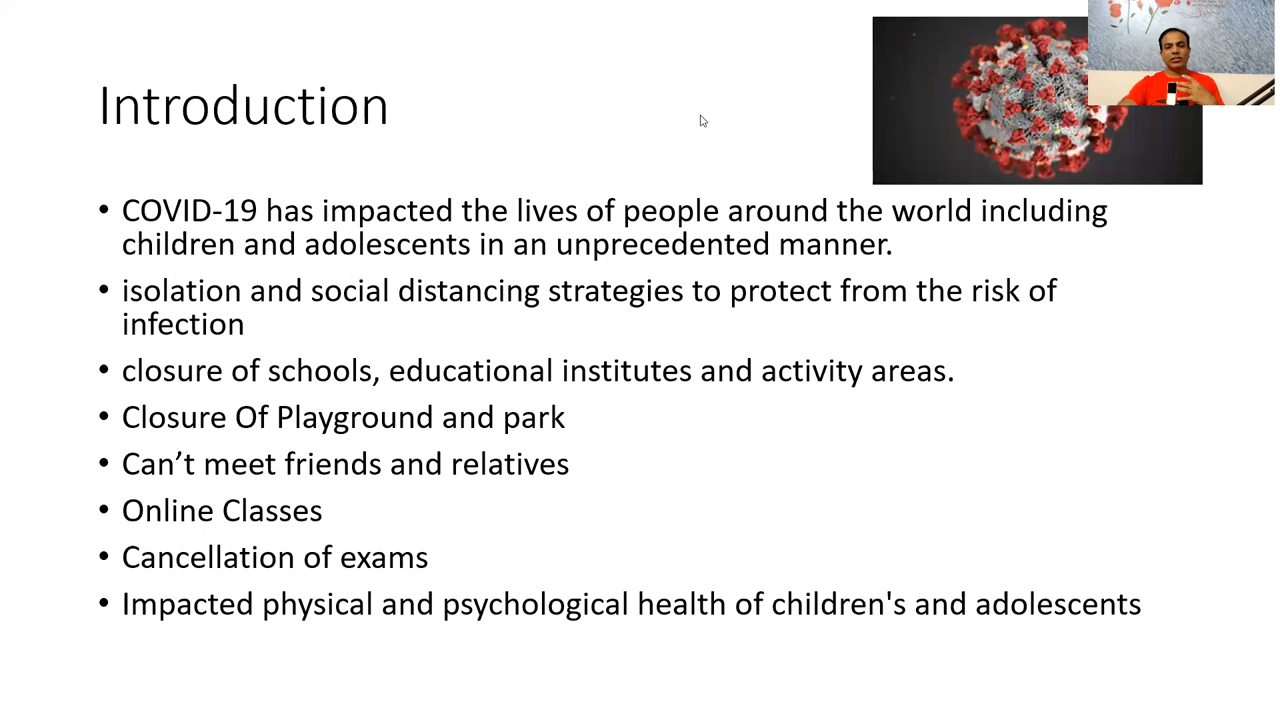 Introduction
• COVID-19 has impacted the lives of people around the world including
children and adolescents in an unprecedented manner.
• isolation and social distancing strategies to protect from the risk of
infection
• closure of schools, educational institutes and activity areas.
• Closure Of Playground and park
• Can’t meet friends and relatives
• Online Classes
• Cancellation of exams
• Impacted physical and psychological health of children's and adolescents